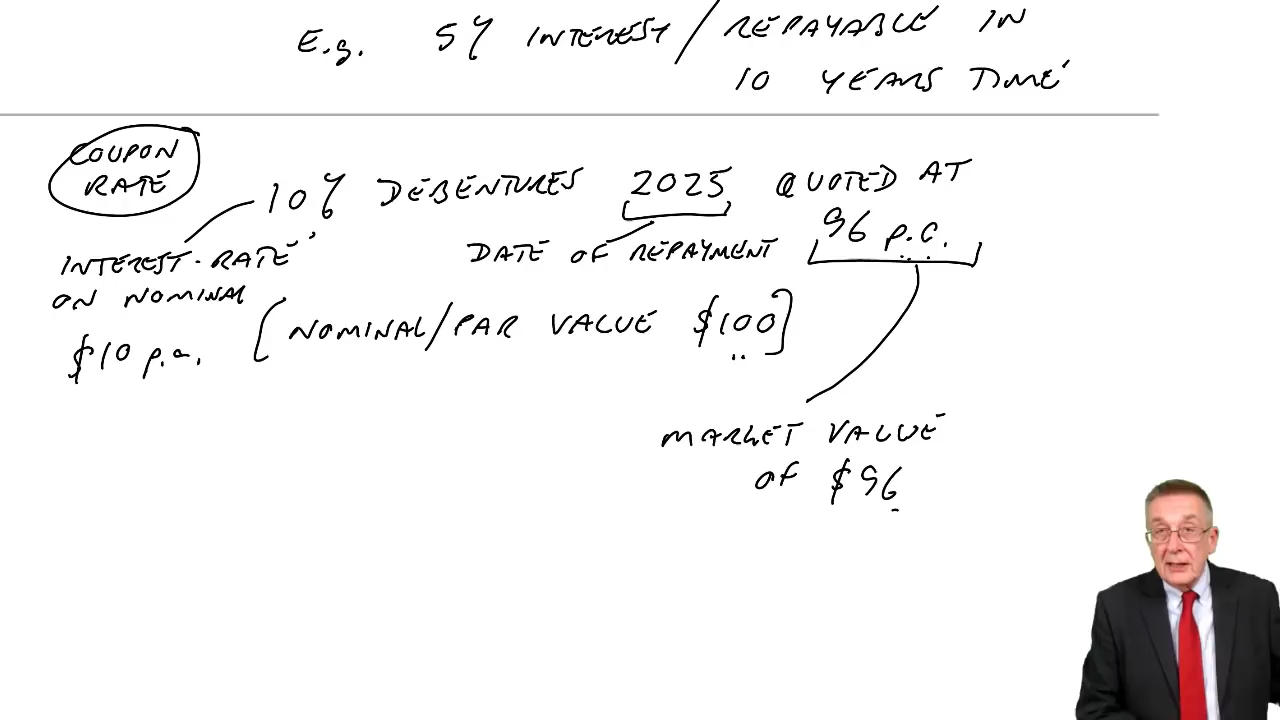 E.g. 5% INTEREST / REPAYABLE IN
10 YEARS TIME
COUPON
RATE
10% DEBENTURES 2025 QUOTED AT
96 p.c.
INTEREST-RATE DATE OF REPAYMENT
ON NOMINAL
$10 p.a. [NOMINAL/PAR VALUE $100]
MARKET VALUE
OF $96